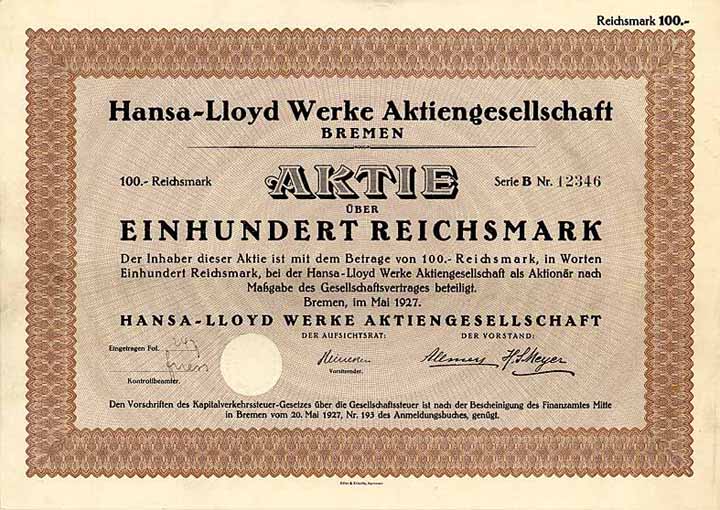 Reichsmark 100.-
Hansa-Lloyd Werke Aktiengesellschaft
BREMEN
100.- Reichsmark AKTIE Serie B Nr. 12346
ÜBER
EINHUNDERT REICHSMARK
Der Inhaber dieser Aktie ist mit dem Betrage von 100.- Reichsmark, in Worten
Einhundert Reichsmark, bei der Hansa-Lloyd Werke Aktiengesellschaft als Aktionär nach
Maßgabe des Gesellschaftsvertrages beteiligt.
Bremen, im Mai 1927.
HANSA-LLOYD WERKE AKTIENGESELLSCHAFT
DER AUFSICHTSRAT: DER VORSTAND:
Eingetragen Fol.
H. Meyer
Vorsitzender.
Kontrollbeamter.
Den Vorschriften des Kapitalverkehrssteuer-Gesetzes über die Gesellschaftssteuer ist nach der Bescheinigung des Finanzamtes Mitte
in Bremen vom 20. Mai 1927, Nr. 193 des Anmeldungsbuches, genügt.